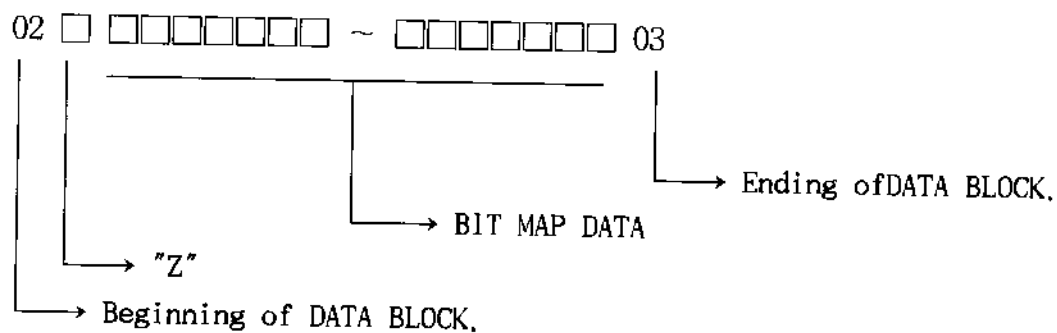 02 □ □□□□□□□ ~ □□□□□□□ 03
Ending ofDATA BLOCK.
BIT MAP DATA
"Z"
Beginning of DATA BLOCK.